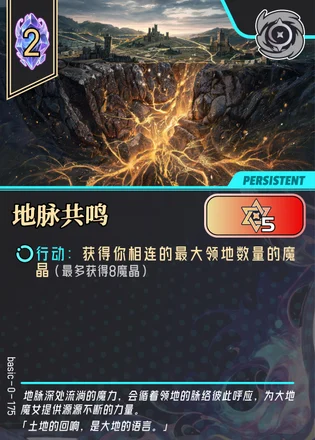 2
PERSISTENT
地脉共鸣
5
行动：获得你相连的最大领地数量的魔
晶（最多获得8魔晶）
basic-0-175
地脉深处流淌的魔力，会循着领地的脉络彼此呼应，为大地
魔女提供源源不断的力量。
「土地的回响，是大地的语言。」